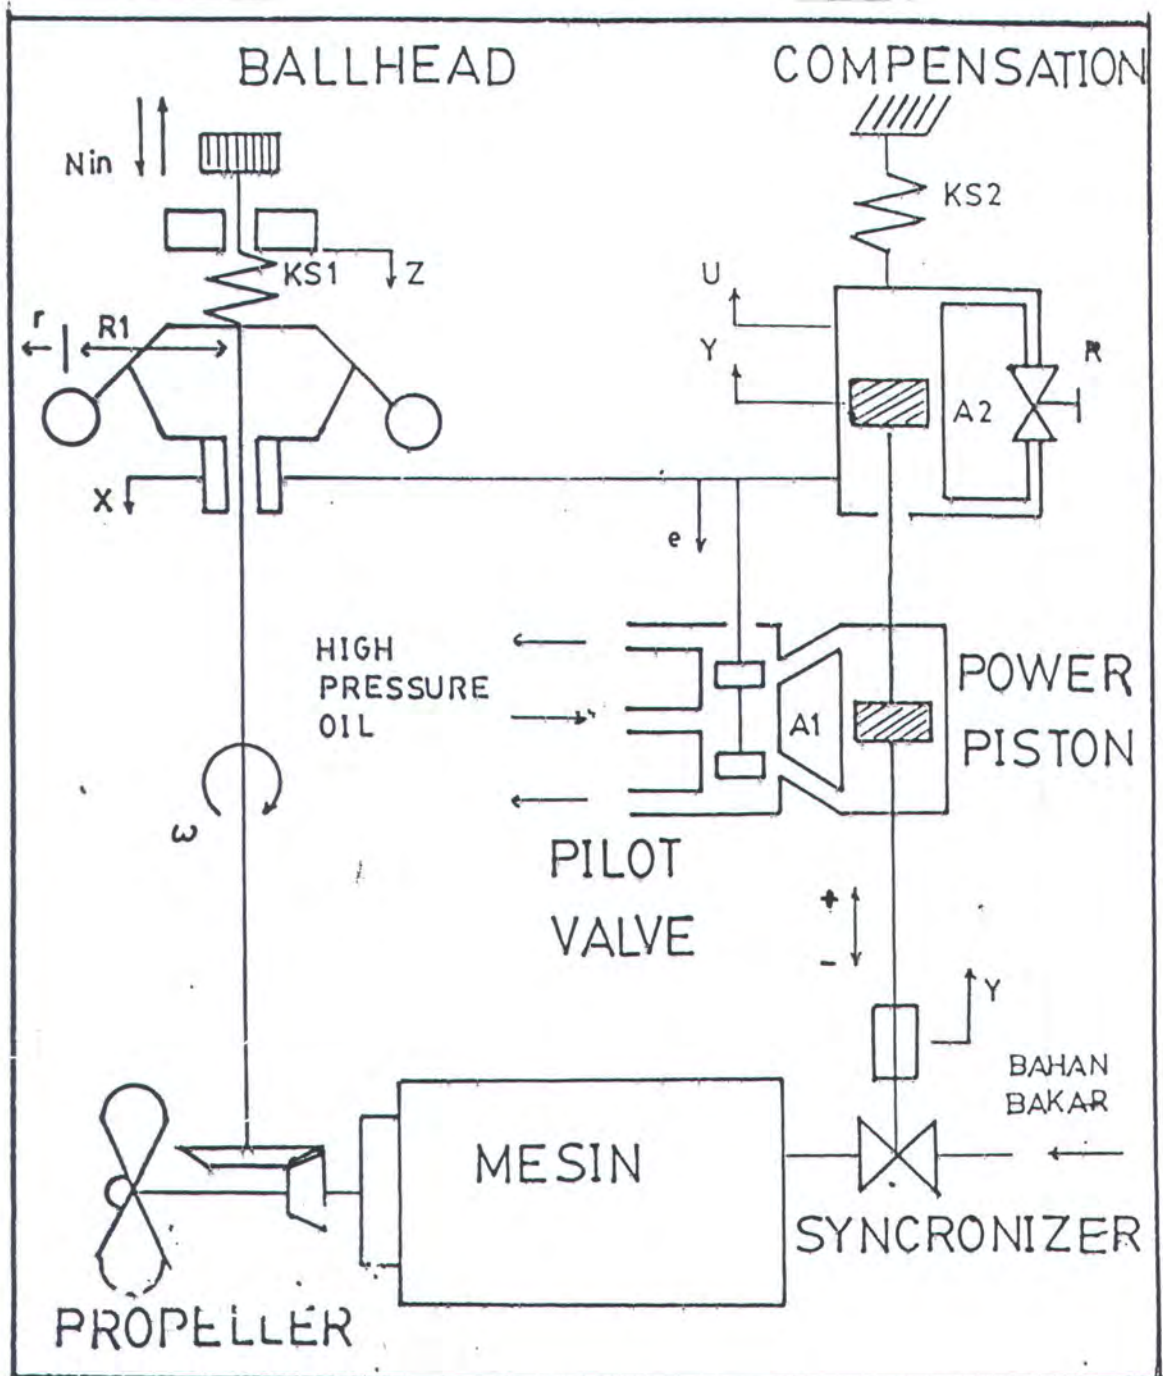 BALLHEAD
COMPENSATION
Nin
KS2
KS1
Z
U
r
R1
Y
R
A2
X
e
HIGH
PRESSURE
OIL
POWER
PISTON
A1
ω
PILOT
VALVE
+
-
Y
BAHAN
BAKAR
MESIN
SYNCRONIZER
PROPELLER